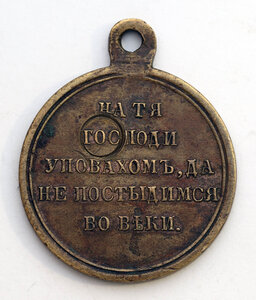 НА ТЯ
ГОСПОДИ
УПОВАХОМЪ, ДА
НЕ ПОСТЫДИМСЯ
ВО ВѢКИ.